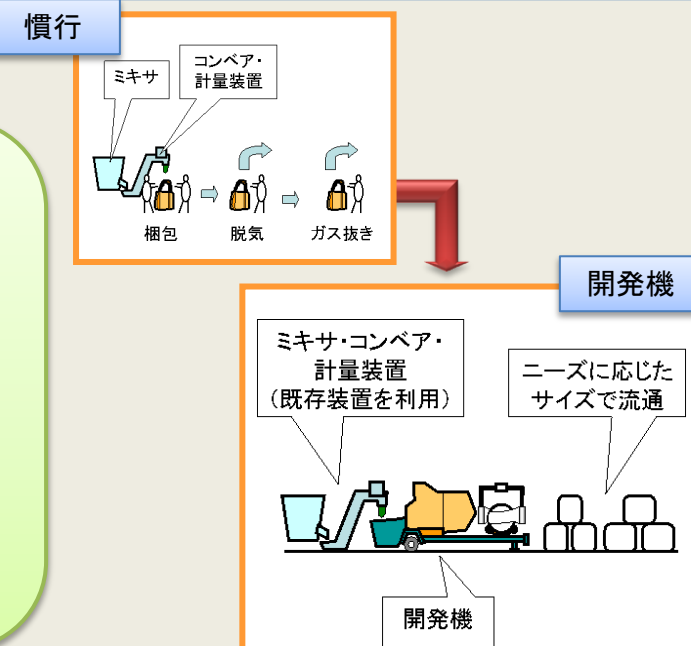 慣行
ミキサ
コンベア・
計量装置
梱包
脱気
ガス抜き
開発機
ミキサ・コンベア・
計量装置
（既存装置を利用）
ニーズに応じた
サイズで流通
開発機